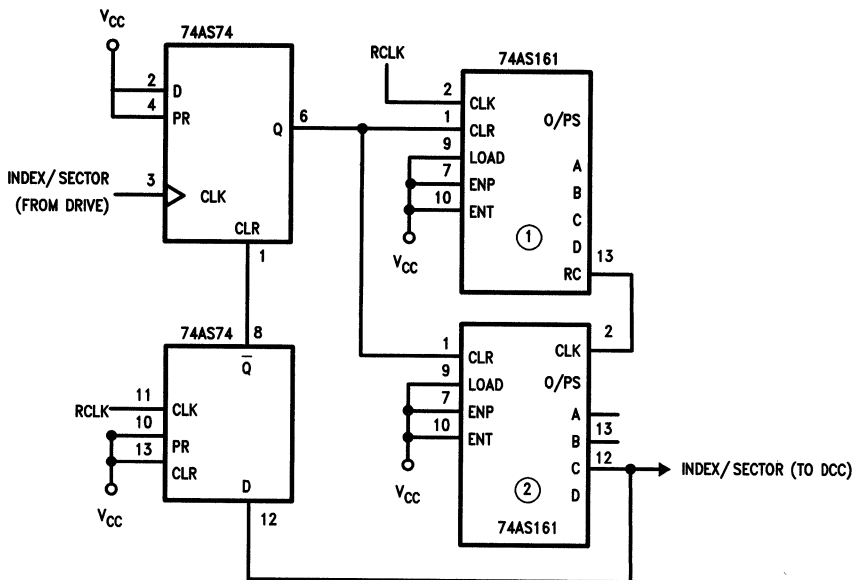 VCC
74AS74
2
D
4
PR
Q
6
INDEX/SECTOR
(FROM DRIVE)
3
CLK
CLR
1
RCLK
74AS161
2
CLK
1
CLR
9
LOAD
7
ENP
10
ENT
VCC
O/PS
A
B
C
D
RC
13
1
74AS74
8
Q
RCLK
11
CLK
10
PR
13
CLR
VCC
D
12
1
CLR
9
LOAD
7
ENP
10
ENT
VCC
CLK
2
O/PS
A
B
13
C
12
D
2
74AS161
INDEX/SECTOR (TO DCC)